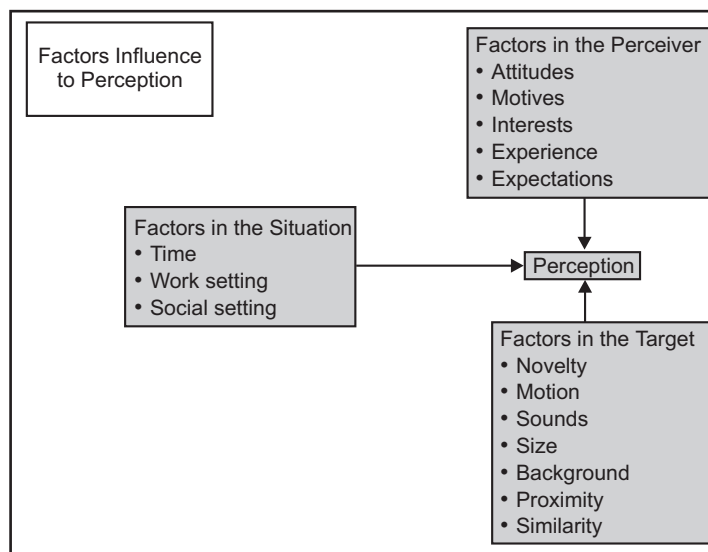 Factors Influence
to Perception
Factors in the Perceiver
• Attitudes
• Motives
• Interests
• Experience
• Expectations
Factors in the Situation
• Time
• Work setting
• Social setting
Perception
Factors in the Target
• Novelty
• Motion
• Sounds
• Size
• Background
• Proximity
• Similarity